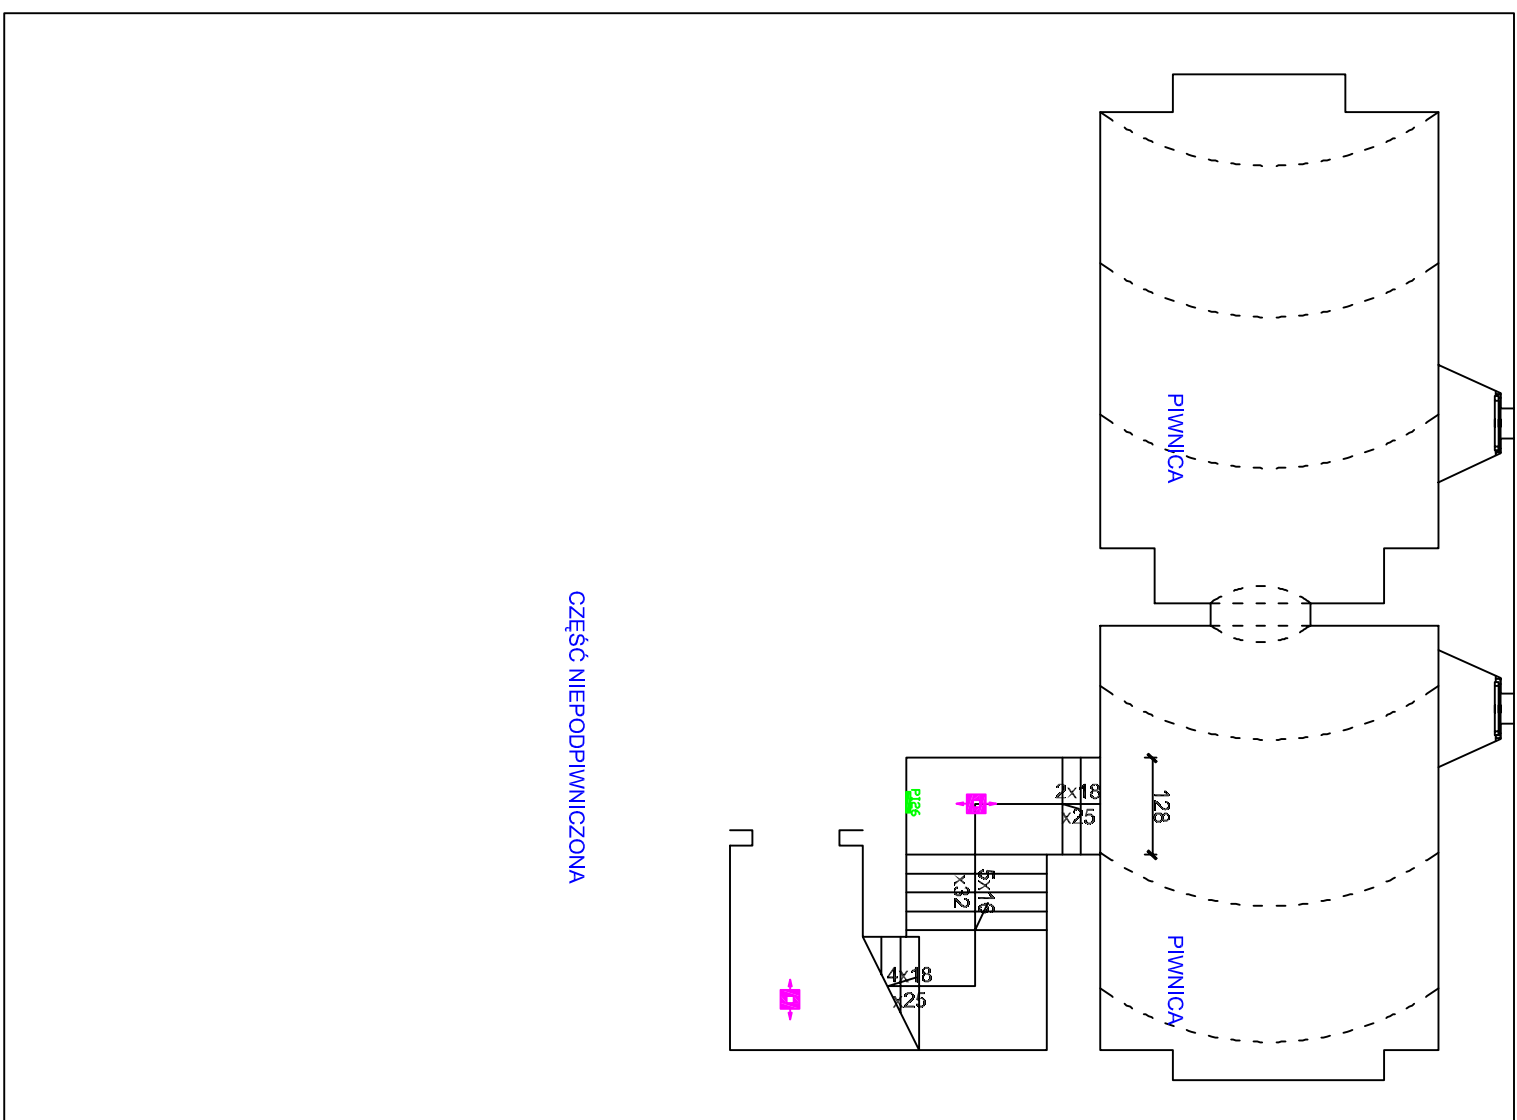 PIWNICA
CZĘŚĆ NIEPODPIWNICZONA
2x18
x25
128
5x16
x32
PIWNICA
4x18
x25